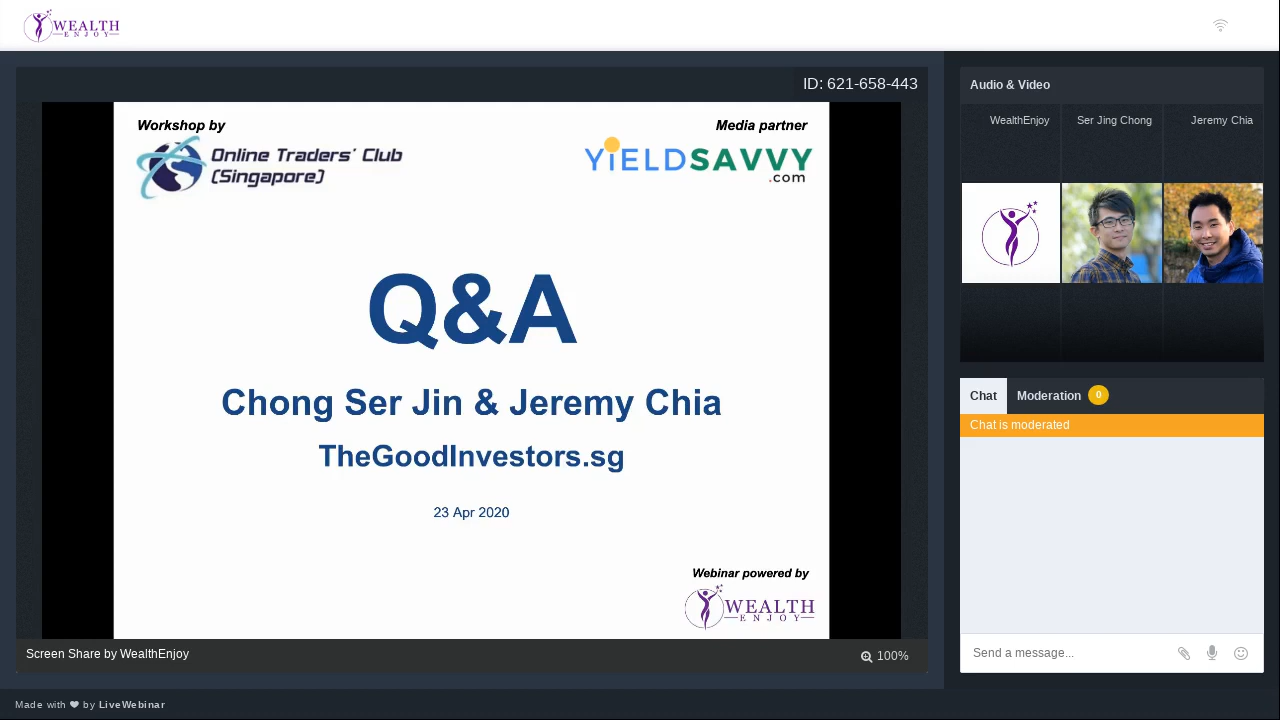 WEALTH
ENJOY
ID: 621-658-443
Workshop by
Media partner
Online Traders' Club
(Singapore)
YiELDSAVVY
.com
Q&A
Chong Ser Jin & Jeremy Chia
TheGoodInvestors.sg
23 Apr 2020
Webinar powered by
WEALTH
ENJOY
Screen Share by WealthEnjoy
100%
Audio & Video
WealthEnjoy
Ser Jing Chong
Jeremy Chia
Chat
Moderation 0
Chat is moderated
Send a message...
Made with ❤ by LiveWebinar